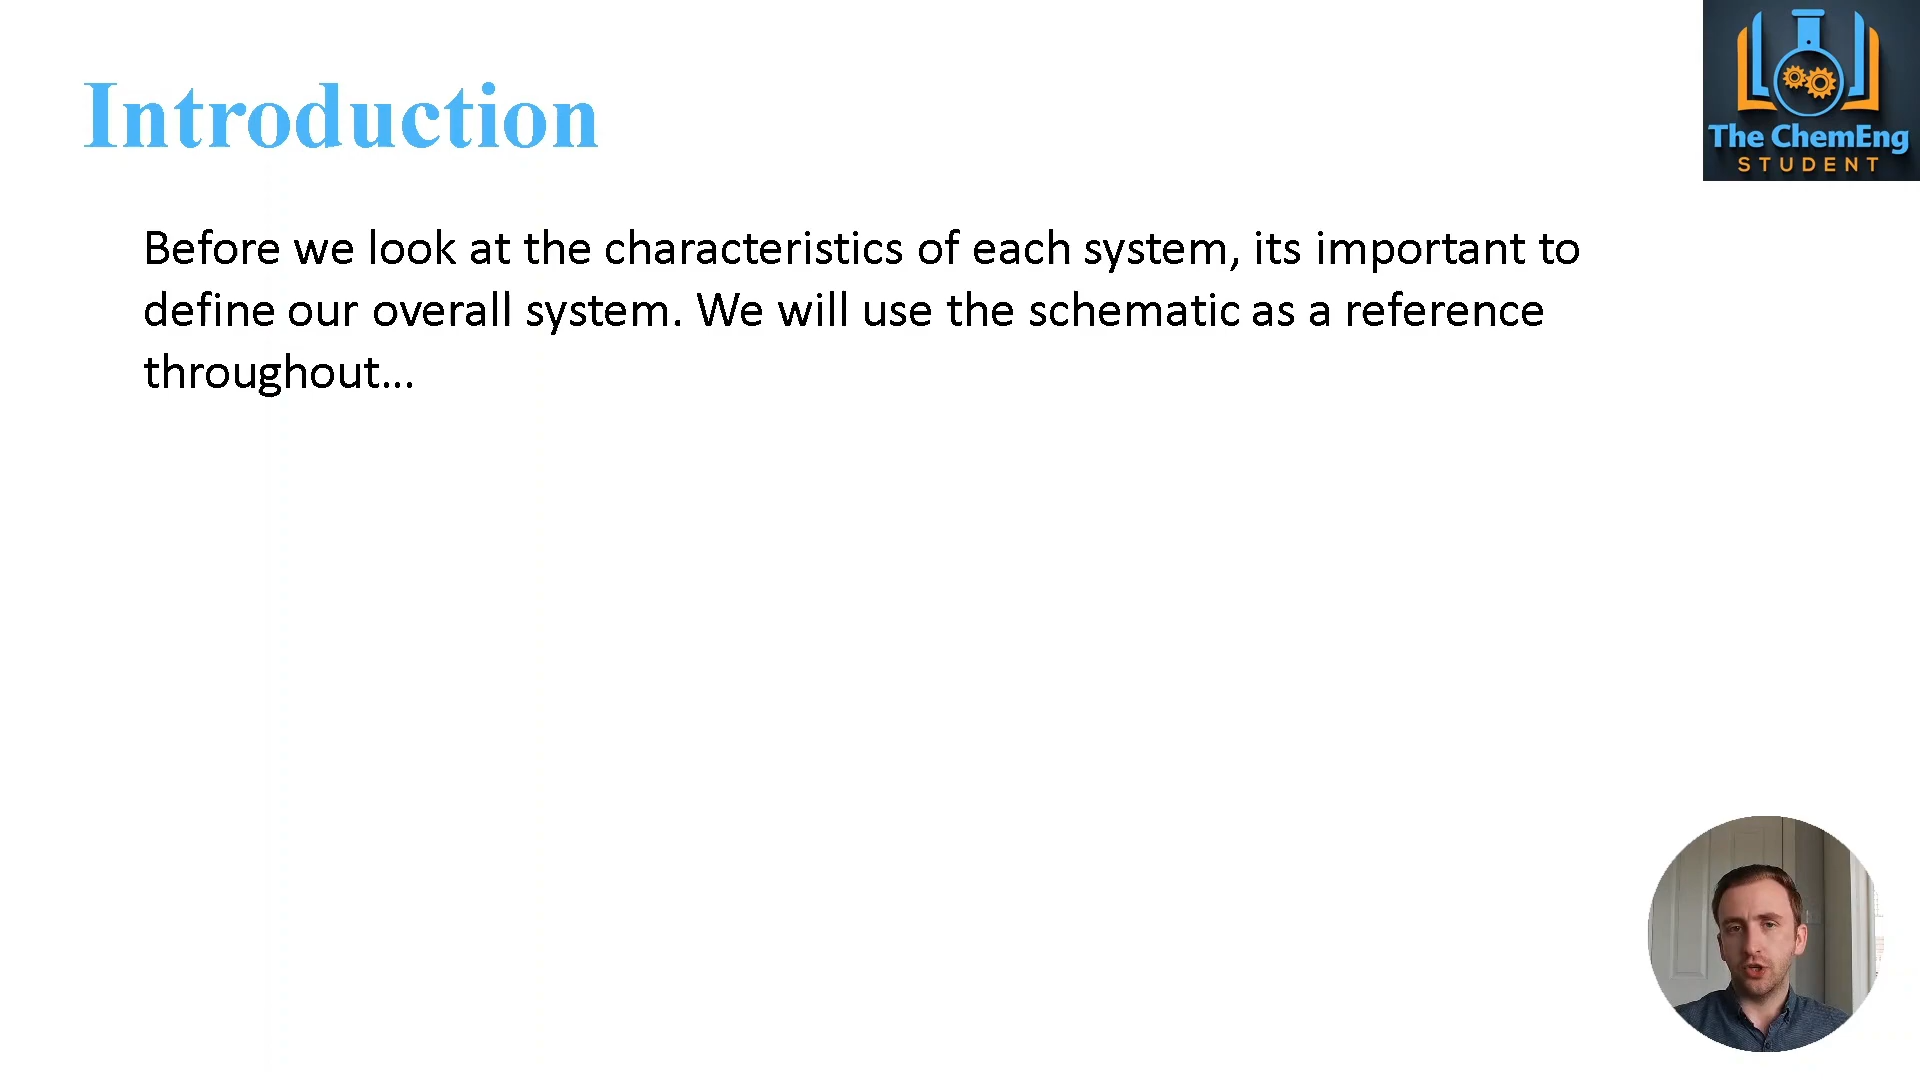 Introduction
The ChemEng
STUDENT
Before we look at the characteristics of each system, its important to
define our overall system. We will use the schematic as a reference
throughout...